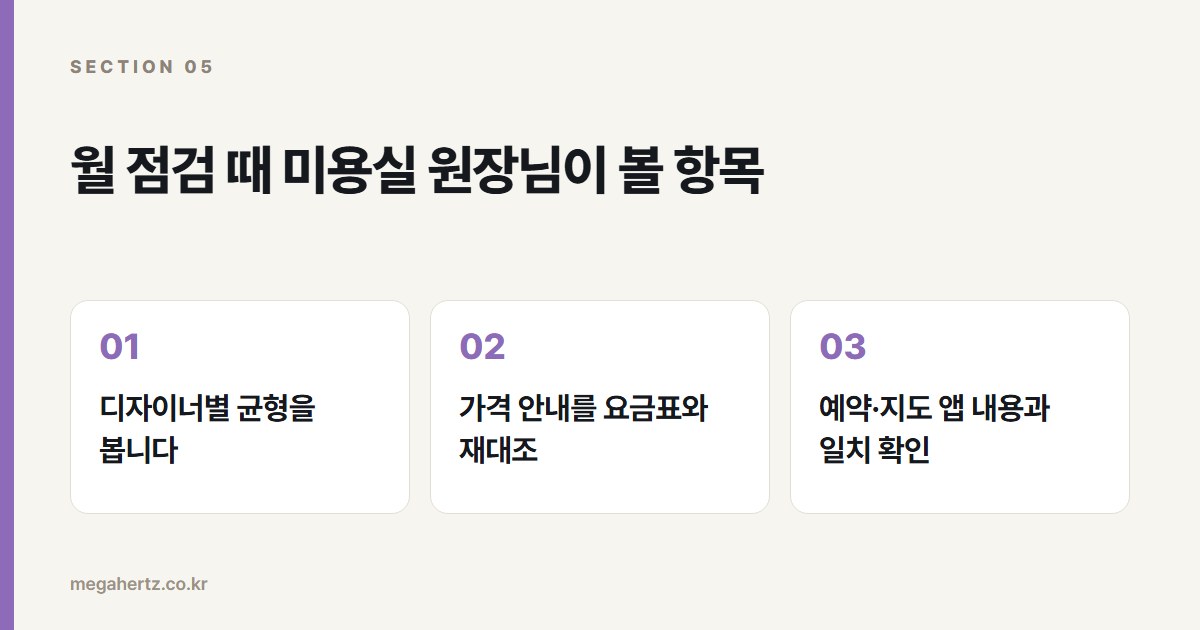 SECTION 05
월 점검 때 미용실 원장님이 볼 항목
01
디자이너별 균형을
봅니다
02
가격 안내를 요금표와
재대조
03
예약·지도 앱 내용과
일치 확인
megahertz.co.kr